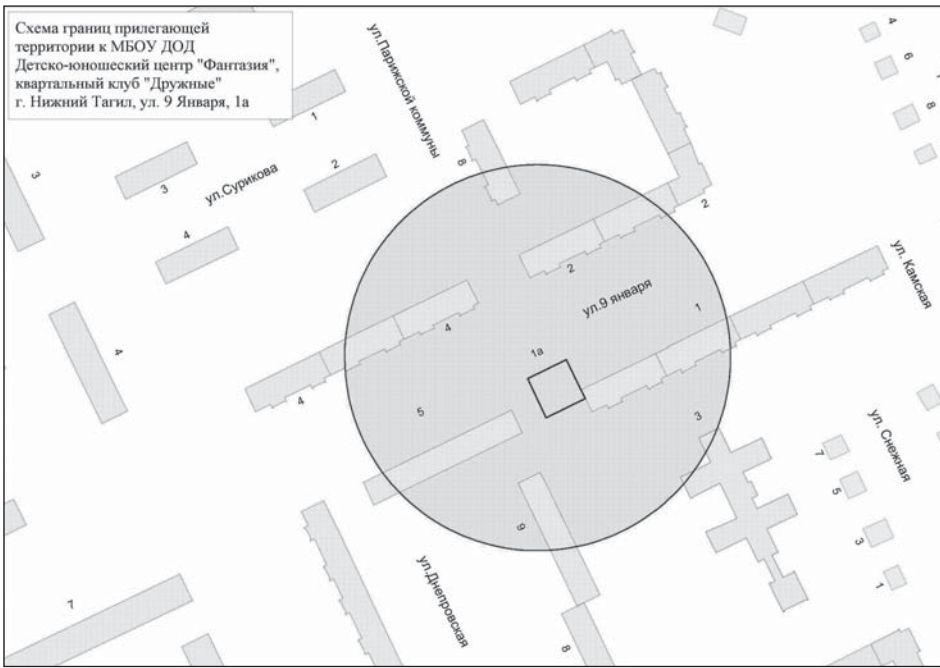 Схема границ прилегающей
территории к МБОУ ДОД
Детско-юношеский центр "Фантазия",
квартальный клуб "Дружные"
г. Нижний Тагил, ул. 9 Января, 1а
ул.Парижской коммуны
4
6
8
1
2
3
3
ул.Сурикова
8
2
4
2
ул.9 января
ул. Камская
1
4
4
1а
4
5
3
ул. Снежная
7
5
9
3
1
ул.Днепровская
7
8